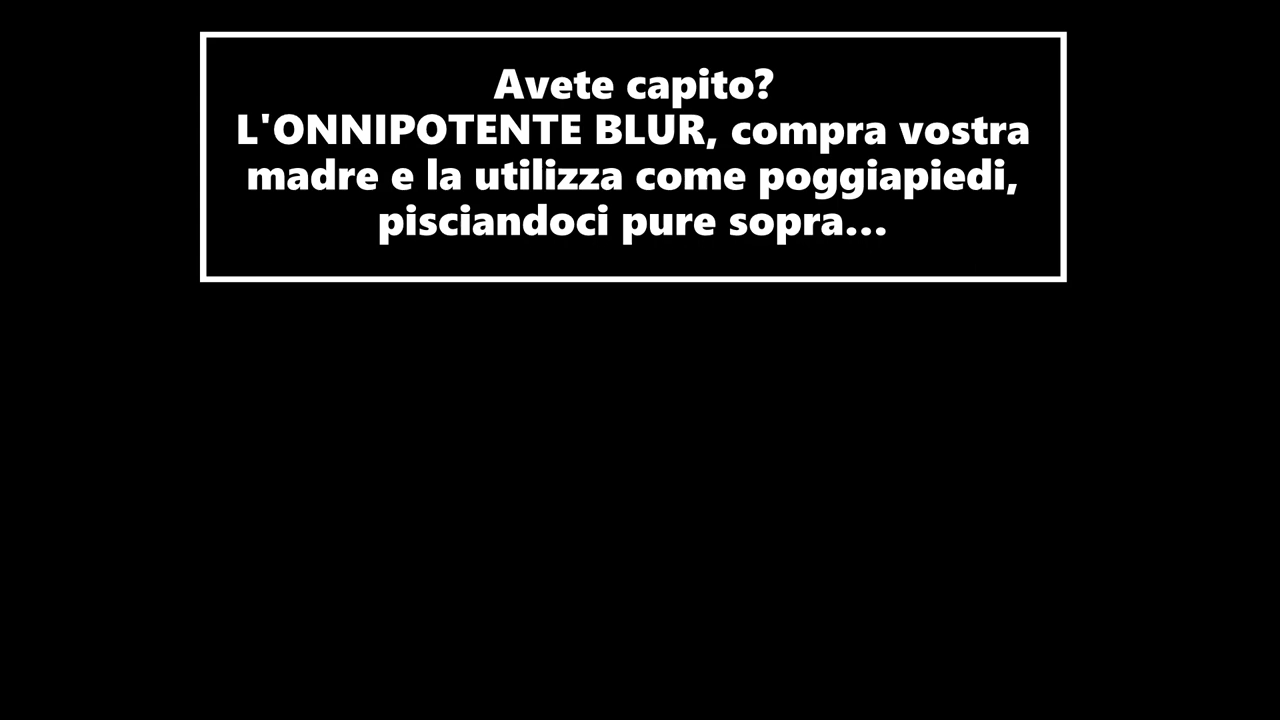 Avete capito?
L'ONNIPOTENTE BLUR, compra vostra
madre e la utilizza come poggiapiedi,
pisciandoci pure sopra...